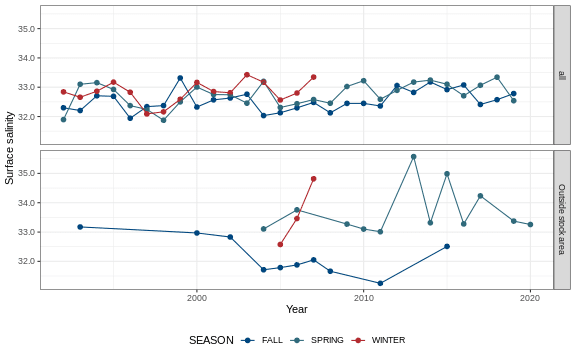 35.0
34.0
33.0
32.0
all
35.0
34.0
33.0
32.0
Outside stock area
Surface salinity
2000
2010
2020
Year
SEASON FALL SPRING WINTER